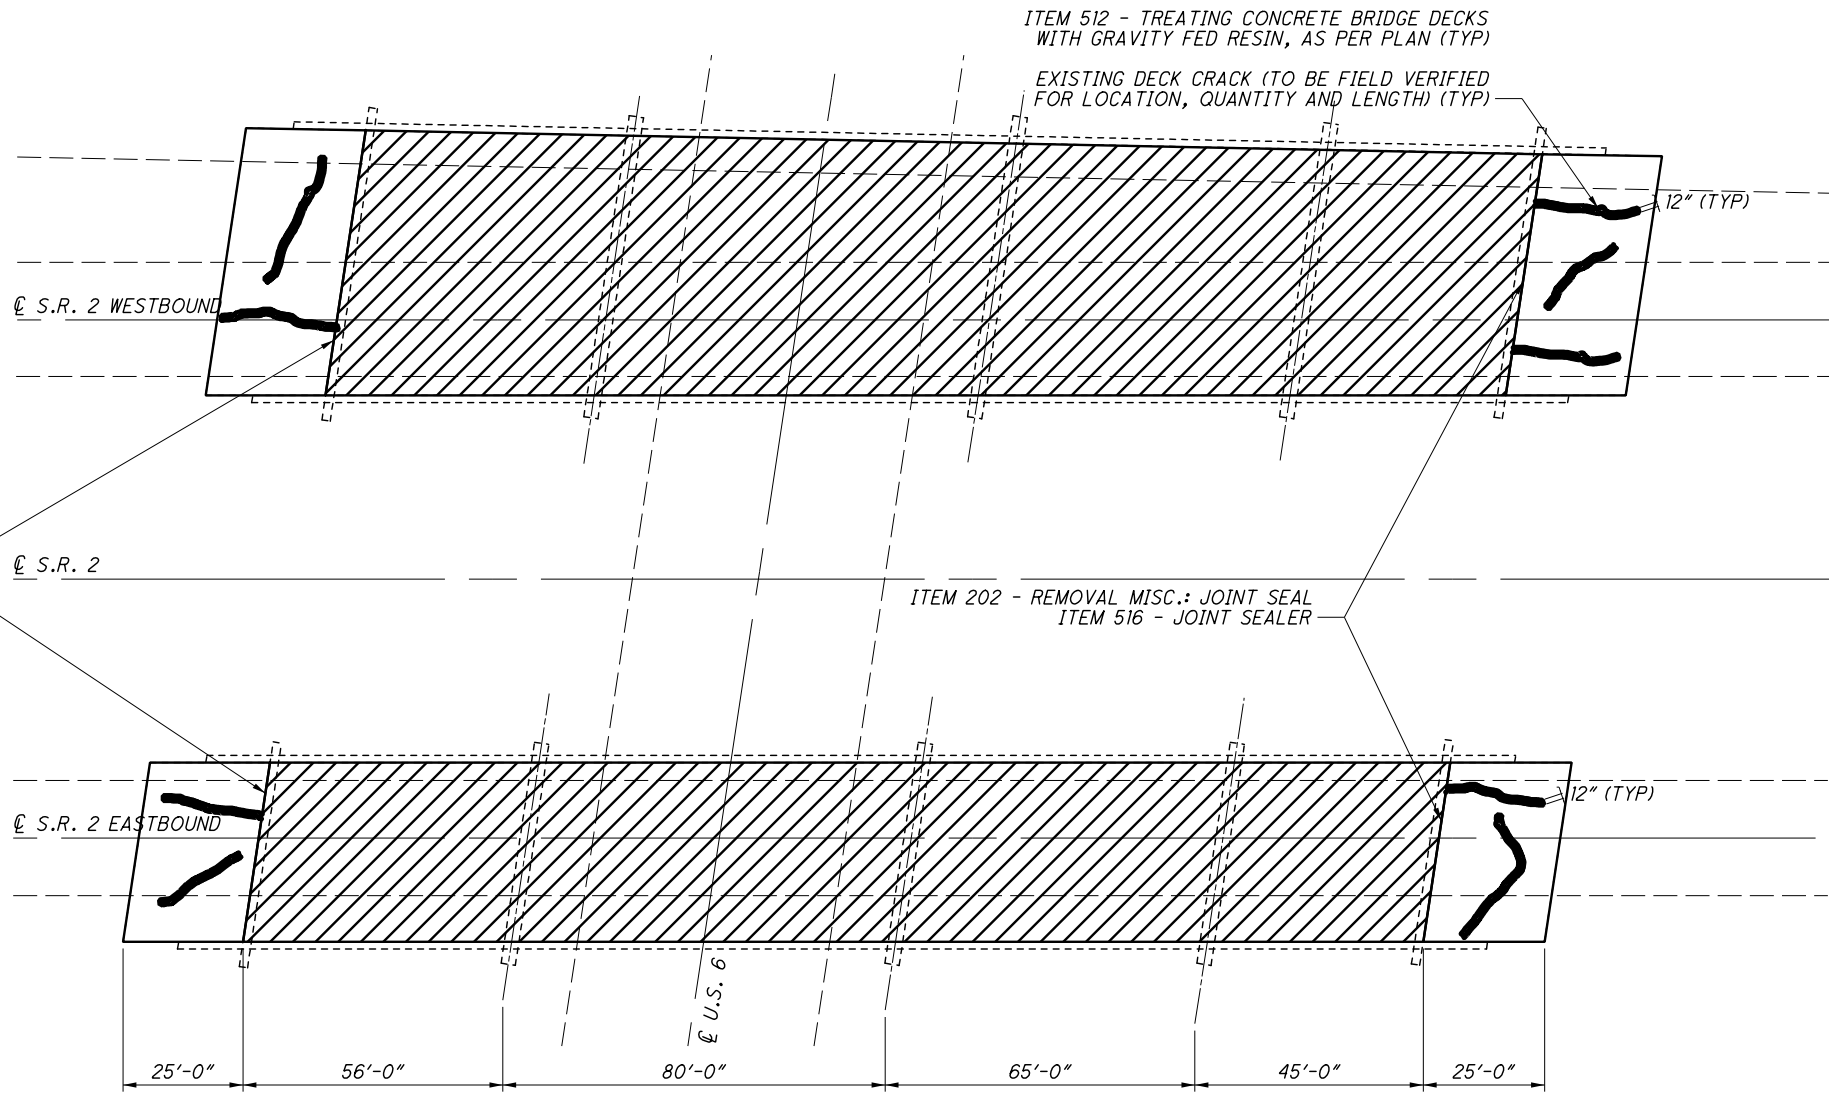 ITEM 512 - TREATING CONCRETE BRIDGE DECKS
WITH GRAVITY FED RESIN, AS PER PLAN (TYP)
EXISTING DECK CRACK (TO BE FIELD VERIFIED
FOR LOCATION, QUANTITY AND LENGTH) (TYP)
12" (TYP)
℄ S.R. 2 WESTBOUND
℄ S.R. 2
ITEM 202 - REMOVAL MISC.: JOINT SEAL
ITEM 516 - JOINT SEALER
12" (TYP)
℄ S.R. 2 EASTBOUND
℄ U.S. 6
25'-0"
56'-0"
80'-0"
65'-0"
45'-0"
25'-0"